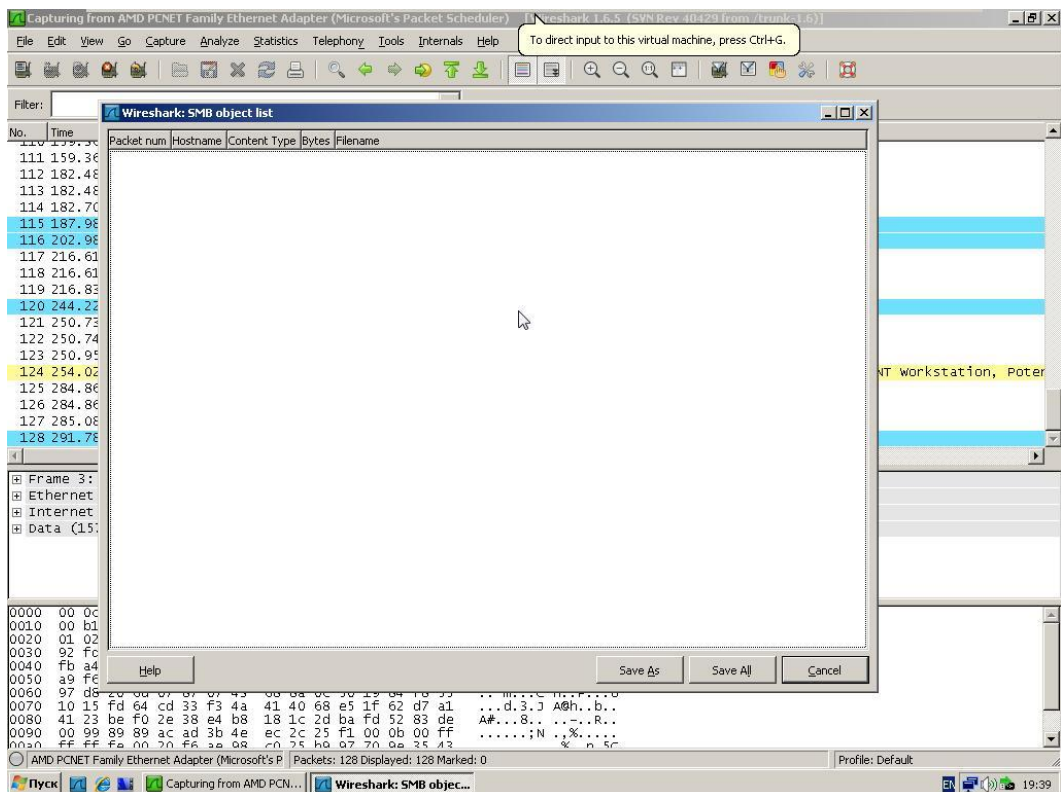 Capturing from AMD PCNET Family Ethernet Adapter (Microsoft's Packet Scheduler) [Wireshark 1.6.5 (SVN Rev 40429 from /trunk-1.6)]
To direct input to this virtual machine, press Ctrl+G.
File Edit View Go Capture Analyze Statistics Telephony Tools Internals Help
Filter:
Wireshark: SMB object list
No. Time
Packet num Hostname Content Type Bytes Filename
111 159.36
112 182.48
113 182.48
114 182.70
115 187.98
116 202.98
117 216.61
118 216.61
119 216.83
120 244.22
121 250.73
122 250.74
123 250.95
124 254.02 NT Workstation, Poter
125 284.86
126 284.86
127 285.08
128 291.78
Frame 3:
Ethernet
Internet
Data (157
0000 00 0c
0010 00 b1
0020 01 02
0030 92 fc
0040 fb a4
0050 a9 f6
Help Save As Save All Cancel
0060 97 d8
0070 10 15 fd 64 cd 33 f3 4a 41 40 68 e5 1f 62 d7 a1 ...d.3.J A@h..b..
0080 41 23 be f0 2e 38 e4 b8 18 1c 2d ba fd 52 83 de A#...8.. ..-..R..
0090 00 99 89 89 ac ad 3b 4e ec 2c 25 f1 00 0b 00 ff ......;N .,%.....
AMD PCNET Family Ethernet Adapter (Microsoft's P Packets: 128 Displayed: 128 Marked: 0 Profile: Default
Пуск Capturing from AMD PCN... Wireshark: SMB objec... EN 19:39